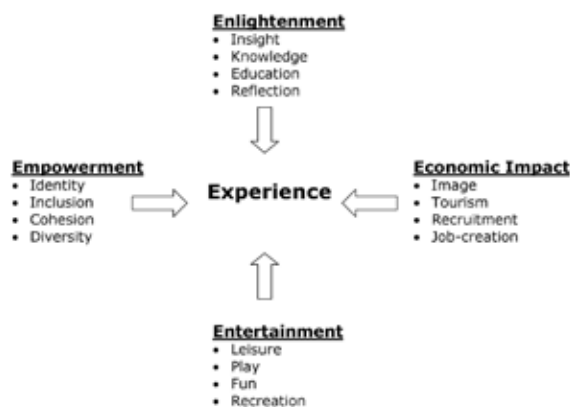 Enlightenment
• Insight
• Knowledge
• Education
• Reflection
Empowerment
• Identity
• Inclusion
• Cohesion
• Diversity
Experience
Economic Impact
• Image
• Tourism
• Recruitment
• Job-creation
Entertainment
• Leisure
• Play
• Fun
• Recreation